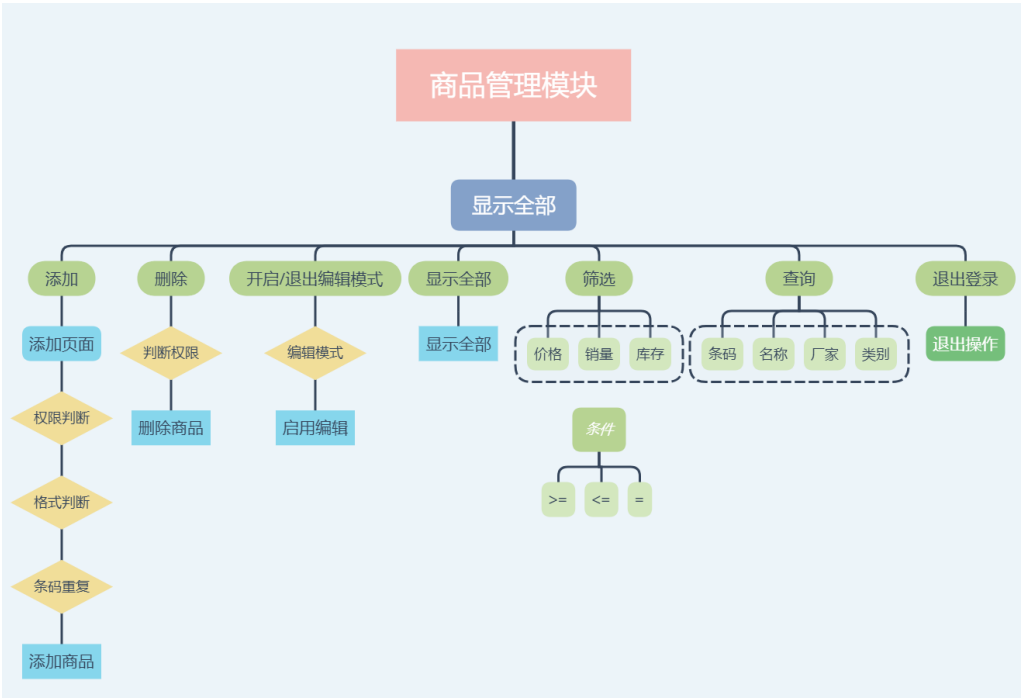 商品管理模块
显示全部
添加
删除
开启/退出编辑模式
显示全部
筛选
查询
退出登录
添加页面
判断权限
编辑模式
显示全部
价格
销量
库存
条码
名称
厂家
类别
退出操作
权限判断
删除商品
启用编辑
条件
格式判断
>=
<=
=
条码重复
添加商品